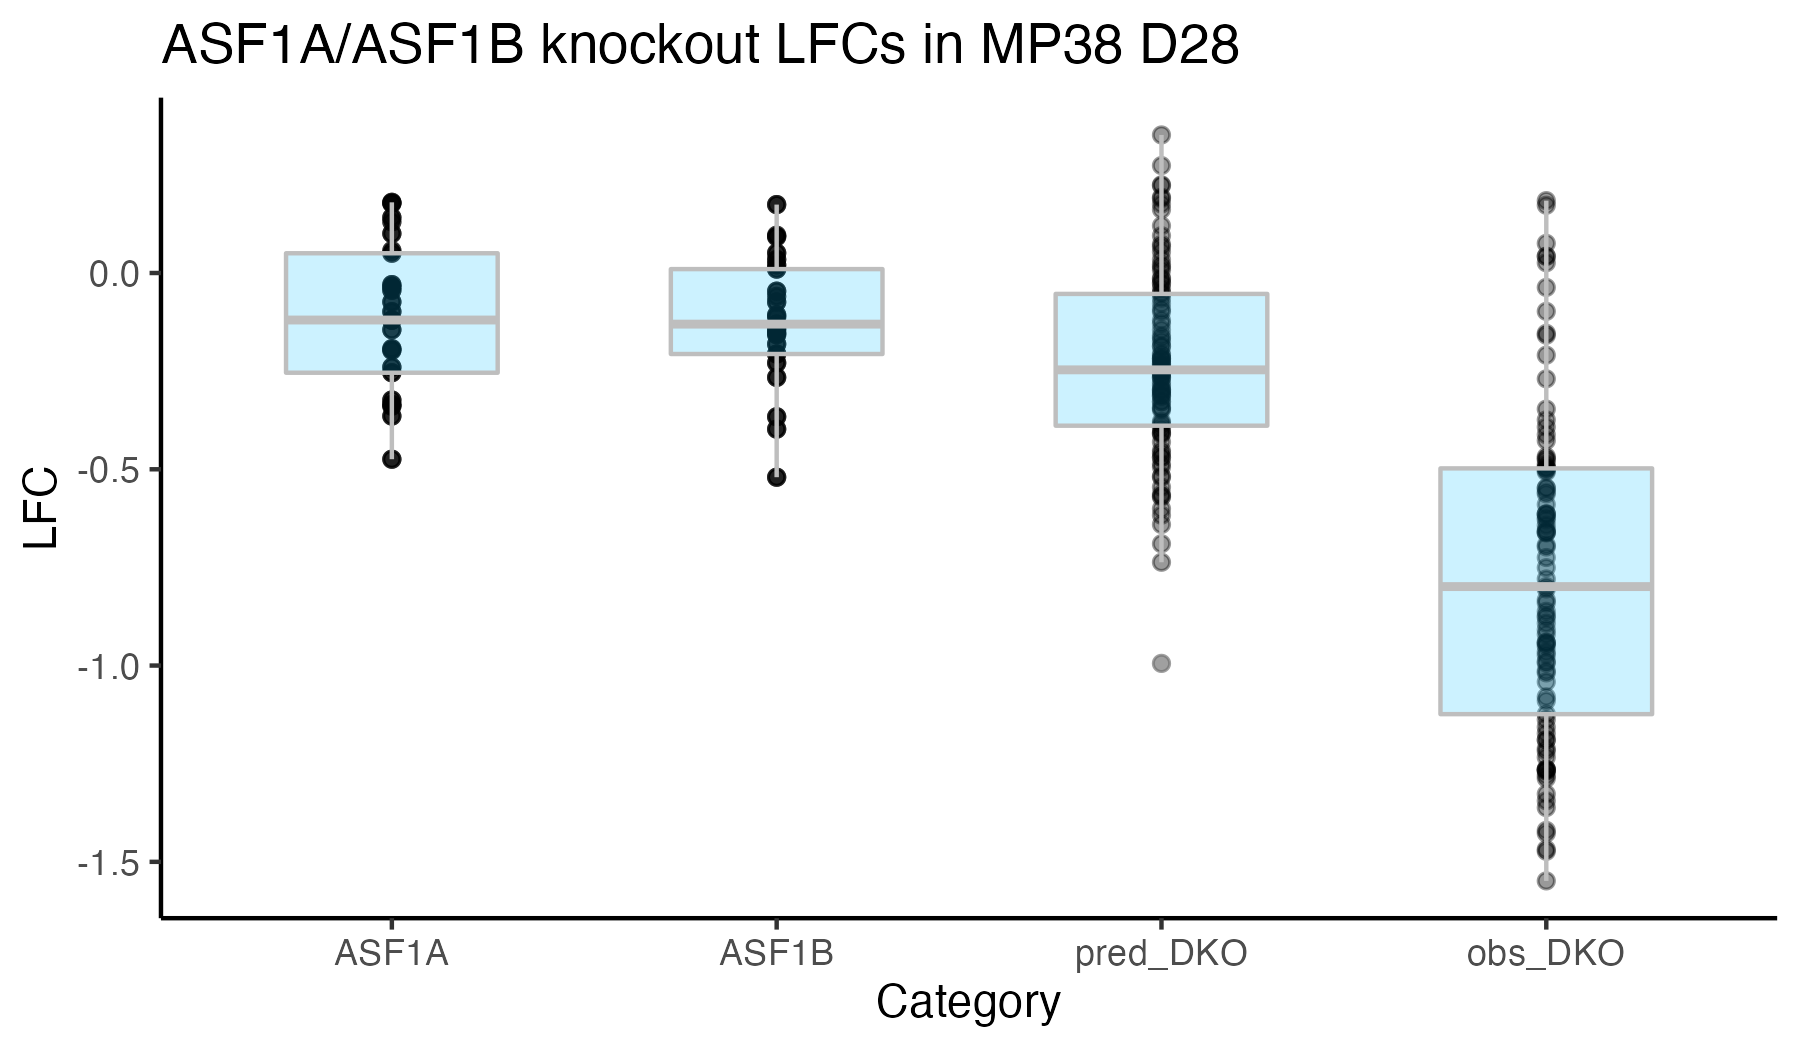 ASF1A/ASF1B knockout LFCs in MP38 D28
LFC
0.0
-0.5
-1.0
-1.5
ASF1A ASF1B pred_DKO obs_DKO
Category